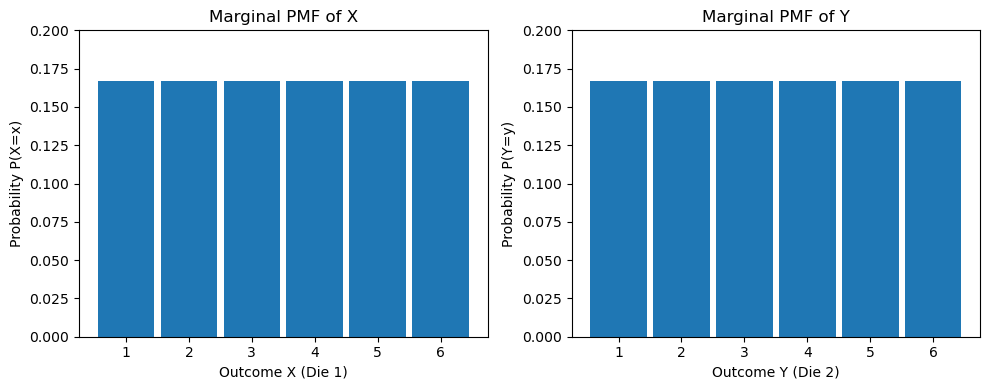 Marginal PMF of X
Probability P(X=x)
0.200
0.175
0.150
0.125
0.100
0.075
0.050
0.025
0.000
1 2 3 4 5 6
Outcome X (Die 1)
Marginal PMF of Y
Probability P(Y=y)
0.200
0.175
0.150
0.125
0.100
0.075
0.050
0.025
0.000
1 2 3 4 5 6
Outcome Y (Die 2)